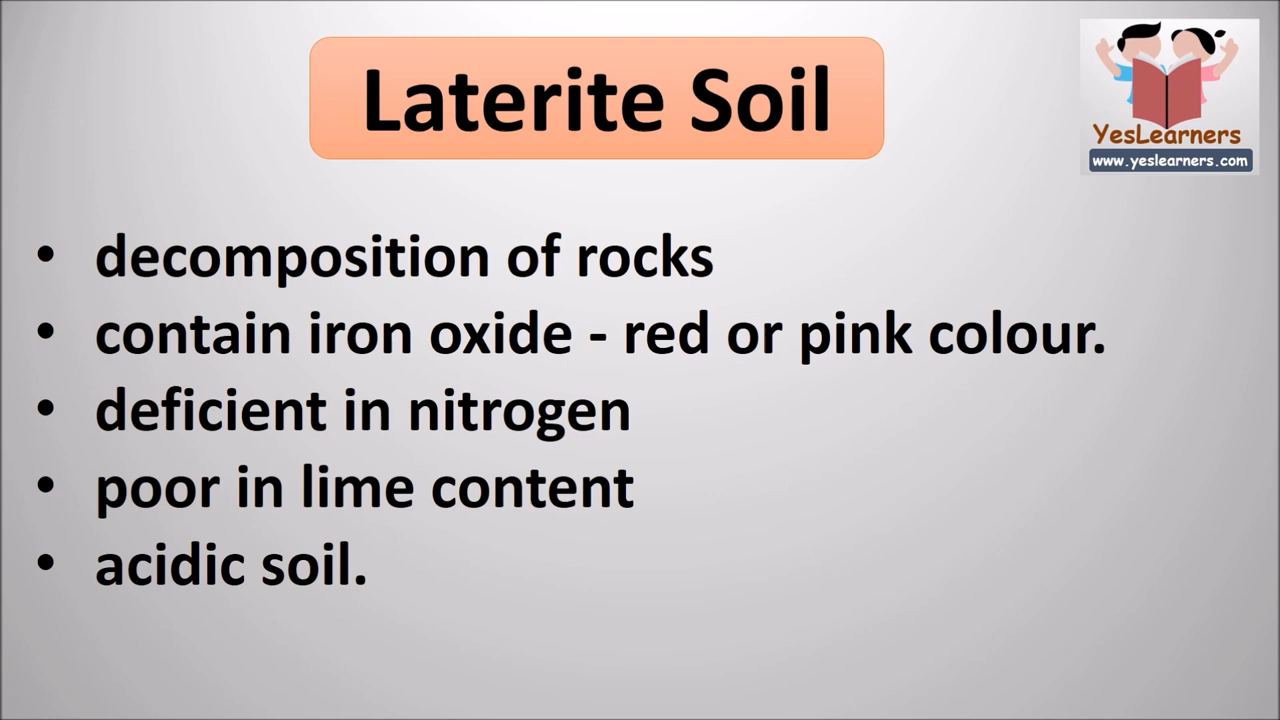 Laterite Soil
YesLearners
www.yeslearners.com
• decomposition of rocks
• contain iron oxide - red or pink colour.
• deficient in nitrogen
• poor in lime content
• acidic soil.